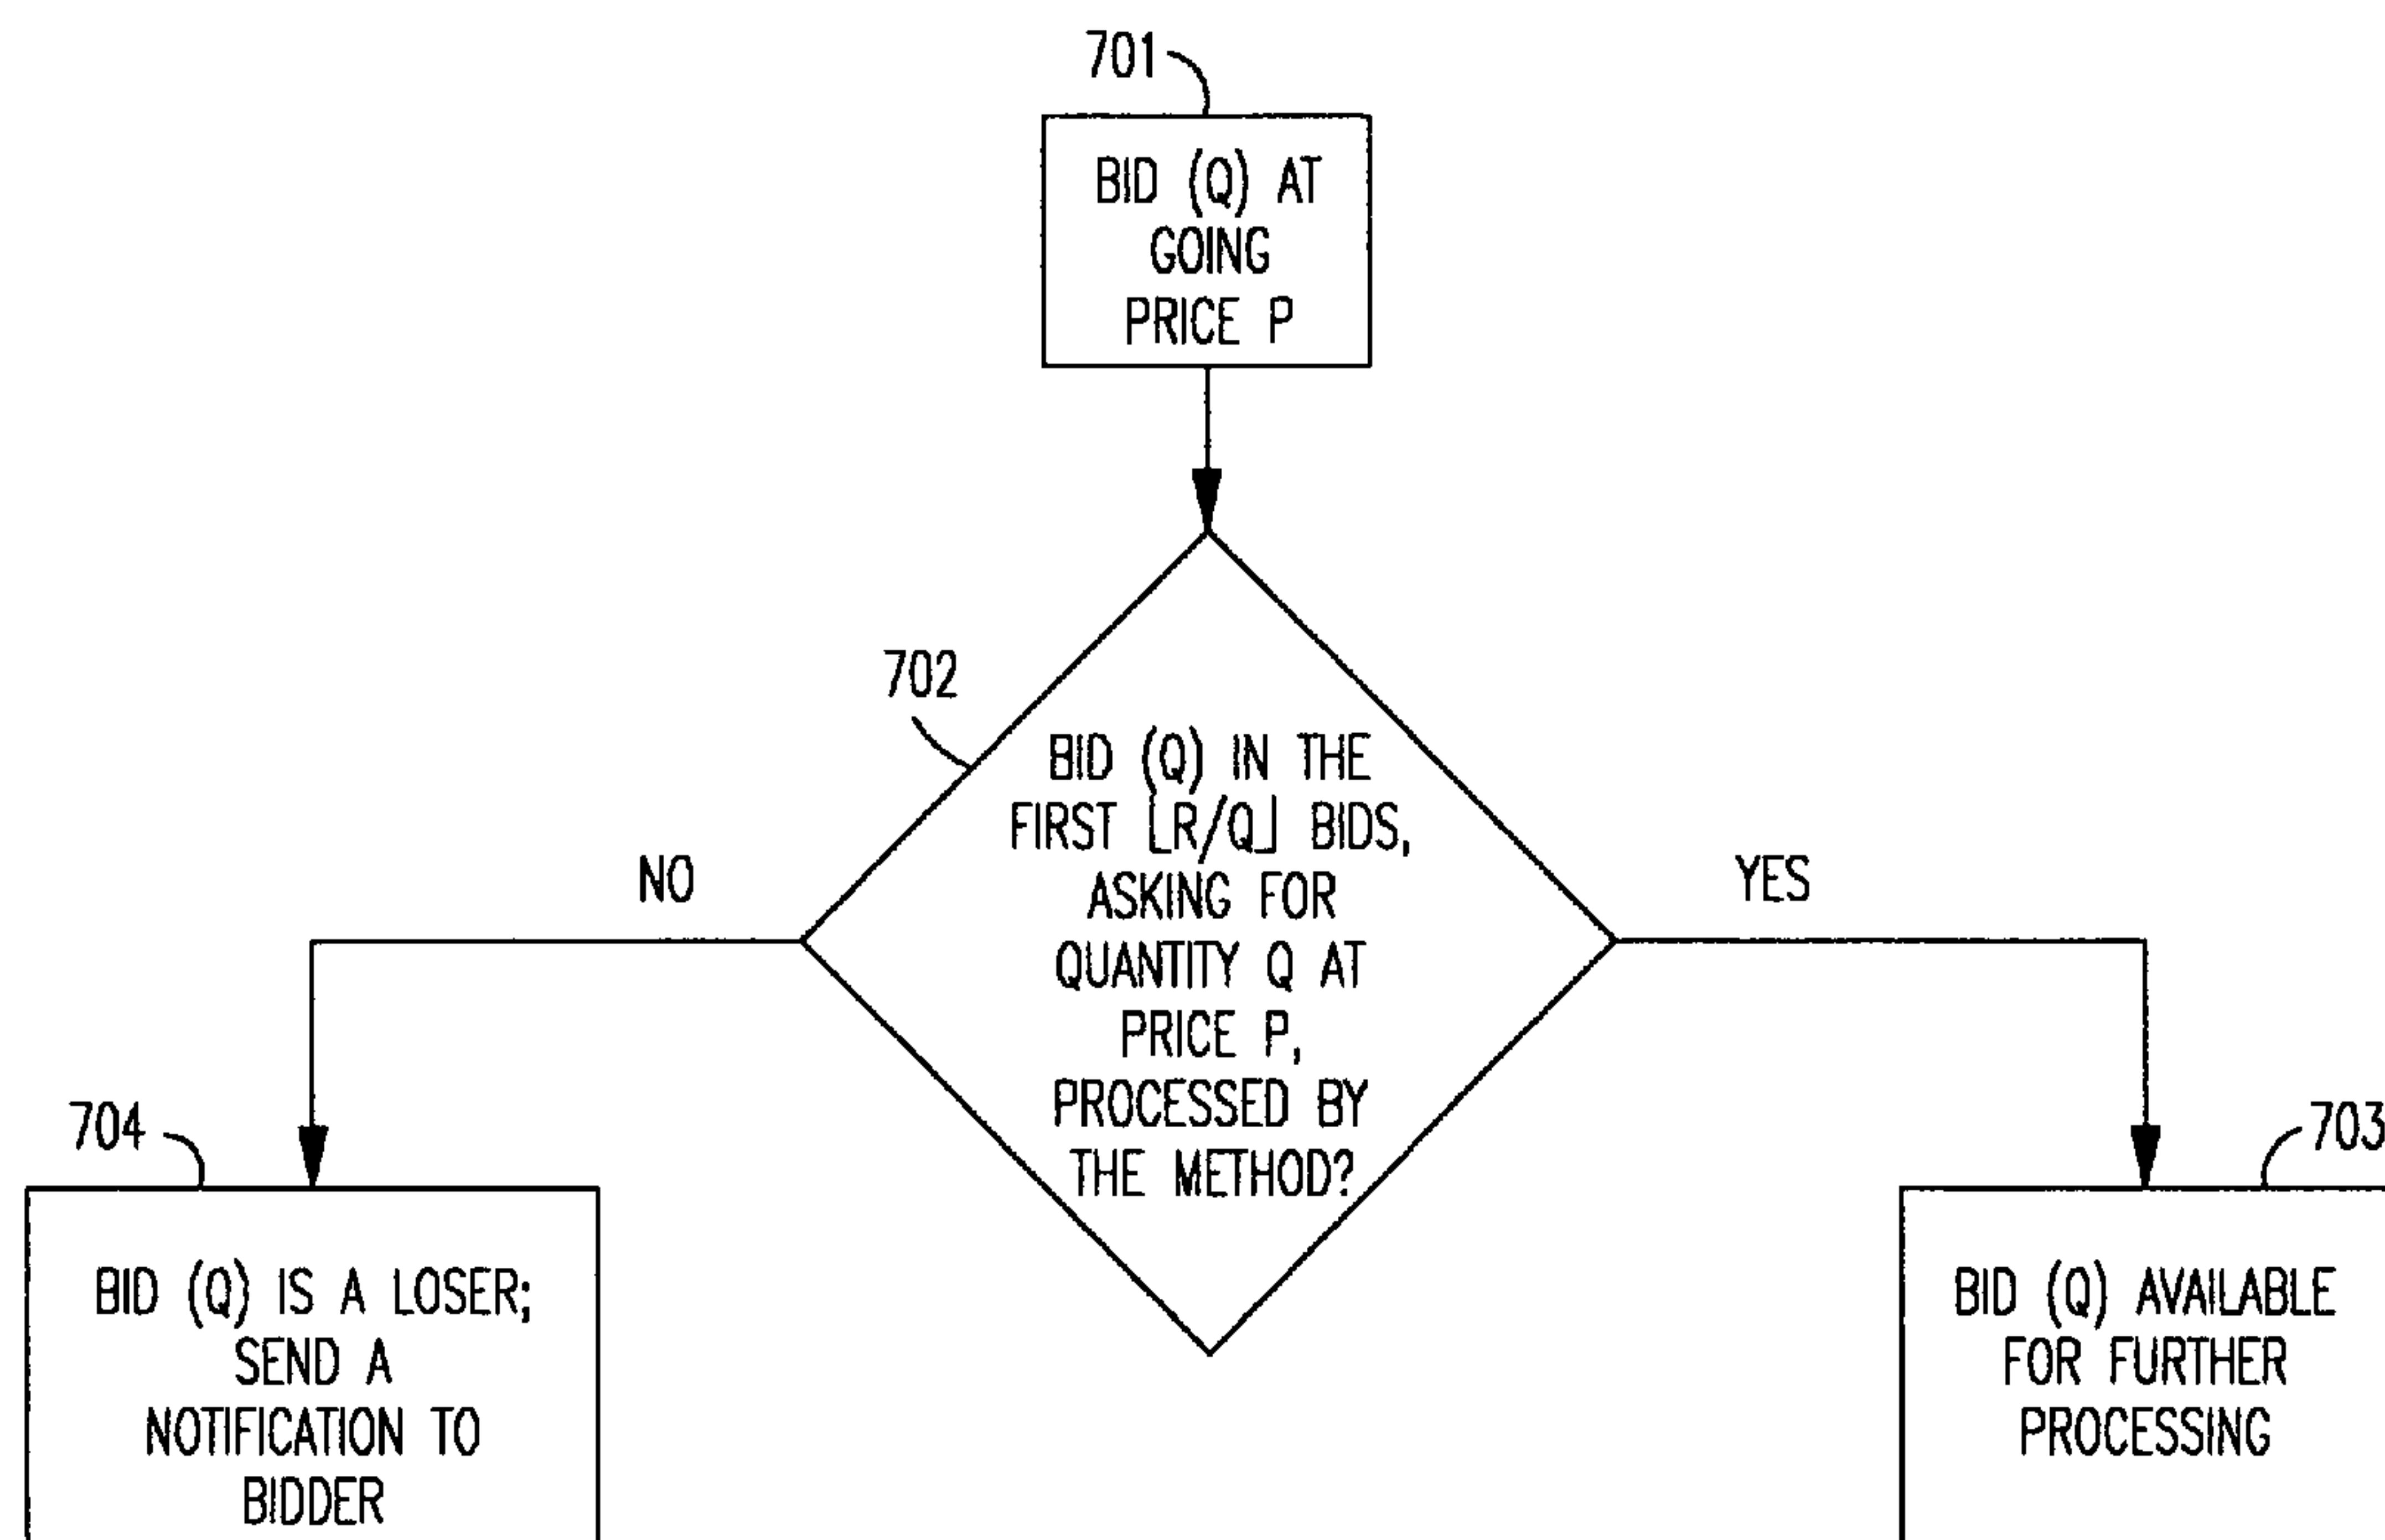 701
BID (Q) AT
GOING
PRICE P
702
BID (Q) IN THE
FIRST ⌊R/Q⌋ BIDS,
ASKING FOR
QUANTITY Q AT
PRICE P,
PROCESSED BY
THE METHOD?
NO
YES
704
BID (Q) IS A LOSER;
SEND A
NOTIFICATION TO
BIDDER
703
BID (Q) AVAILABLE
FOR FURTHER
PROCESSING